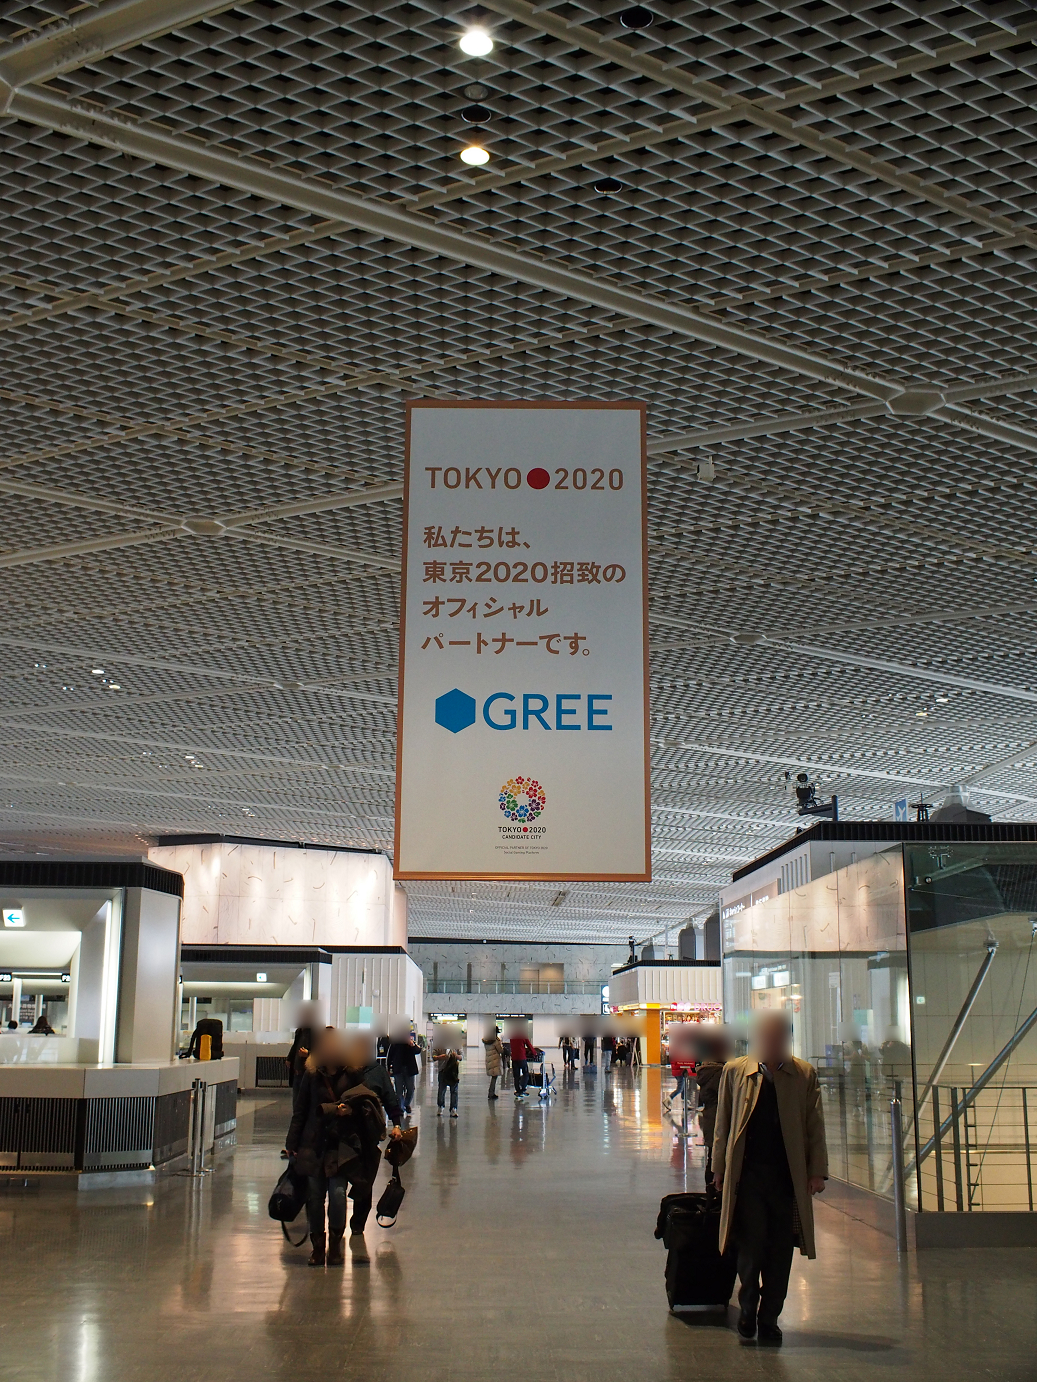 TOKYO 2020
私たちは、
東京2020招致の
オフィシャル
パートナーです。
GREE
TOKYO 2020
CANDIDATE CITY